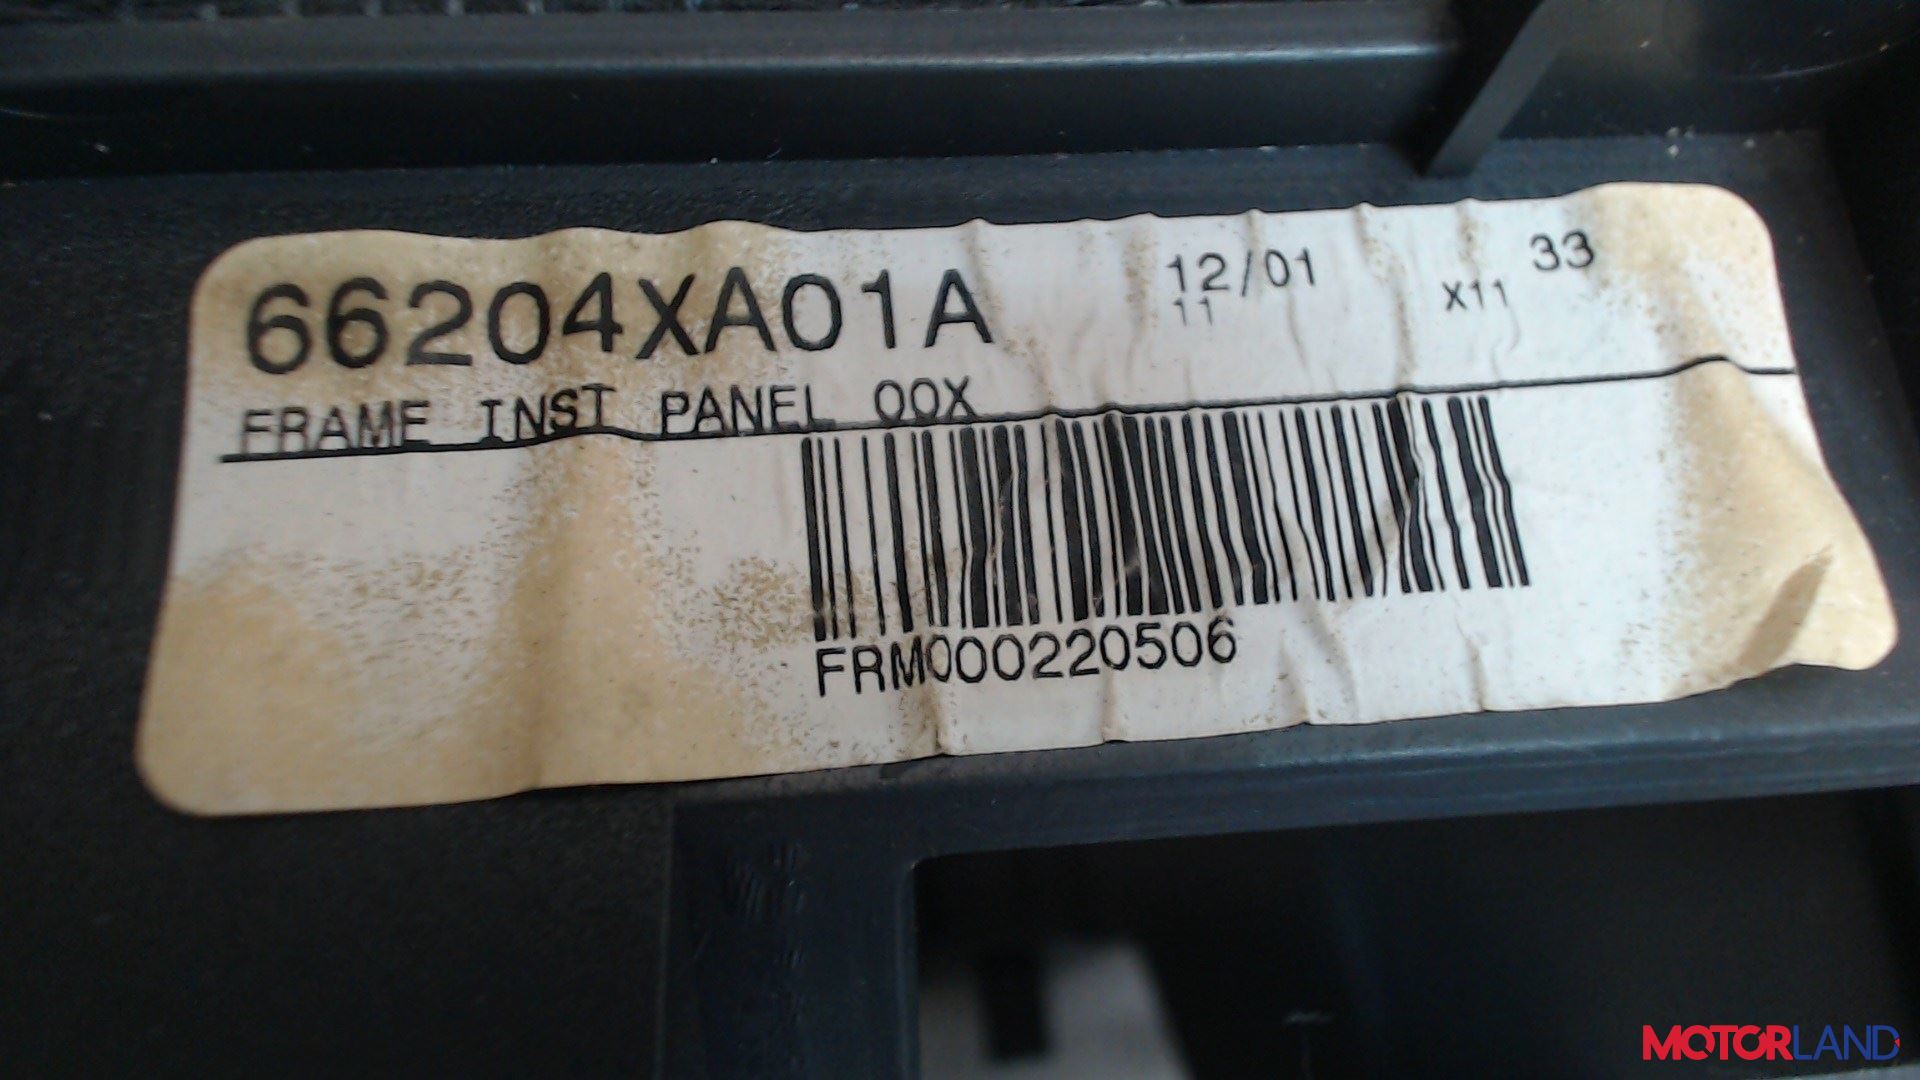 66204XA01A 12/01 33
11 X11
FRAME INST PANEL 00X
FRM000220506
MOTORLAND